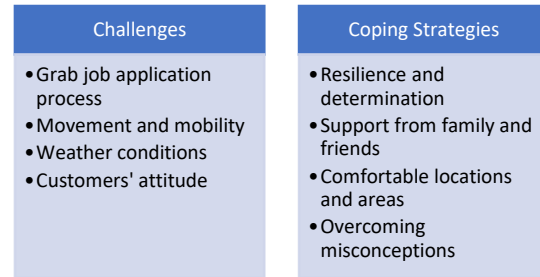 Challenges
•Grab job application
process
•Movement and mobility
•Weather conditions
•Customers' attitude
Coping Strategies
•Resilience and
determination
•Support from family and
friends
•Comfortable locations
and areas
•Overcoming
misconceptions